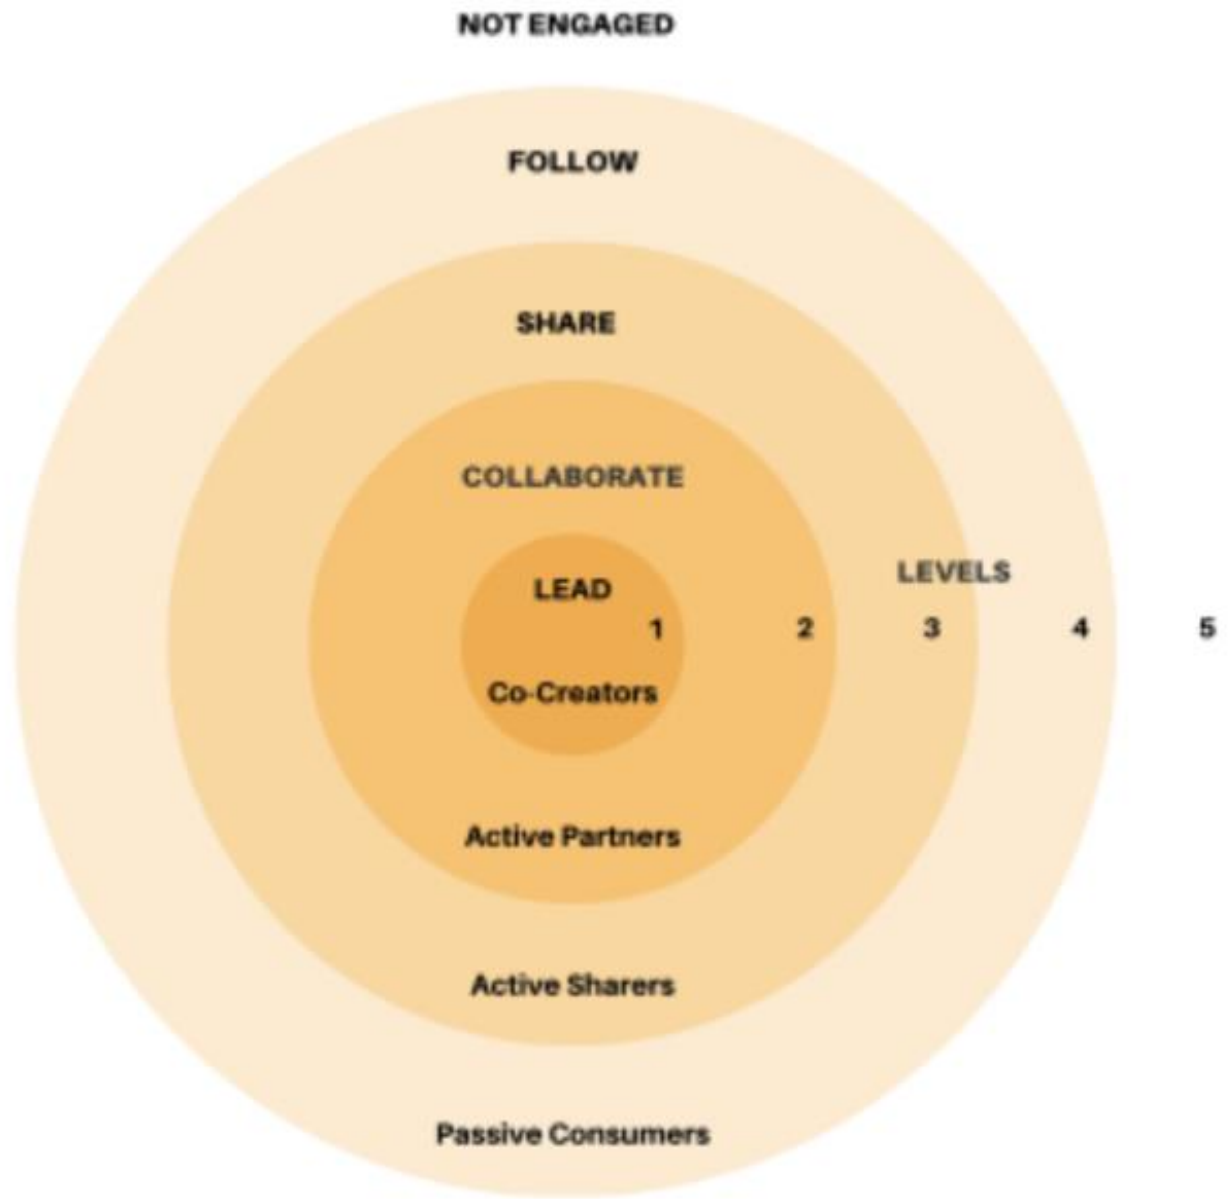 NOT ENGAGED
FOLLOW
SHARE
COLLABORATE
LEVELS
LEAD
1 2 3 4 5
Co-Creators
Active Partners
Active Sharers
Passive Consumers